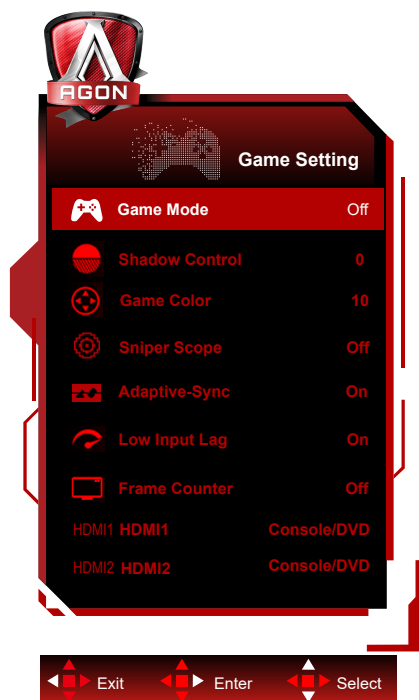 AGON
Game Setting
Game Mode Off
Shadow Control 0
Game Color 10
Sniper Scope Off
Adaptive-Sync On
Low Input Lag On
Frame Counter Off
HDMI1 HDMI1 Console/DVD
HDMI2 HDMI2 Console/DVD
Exit Enter Select